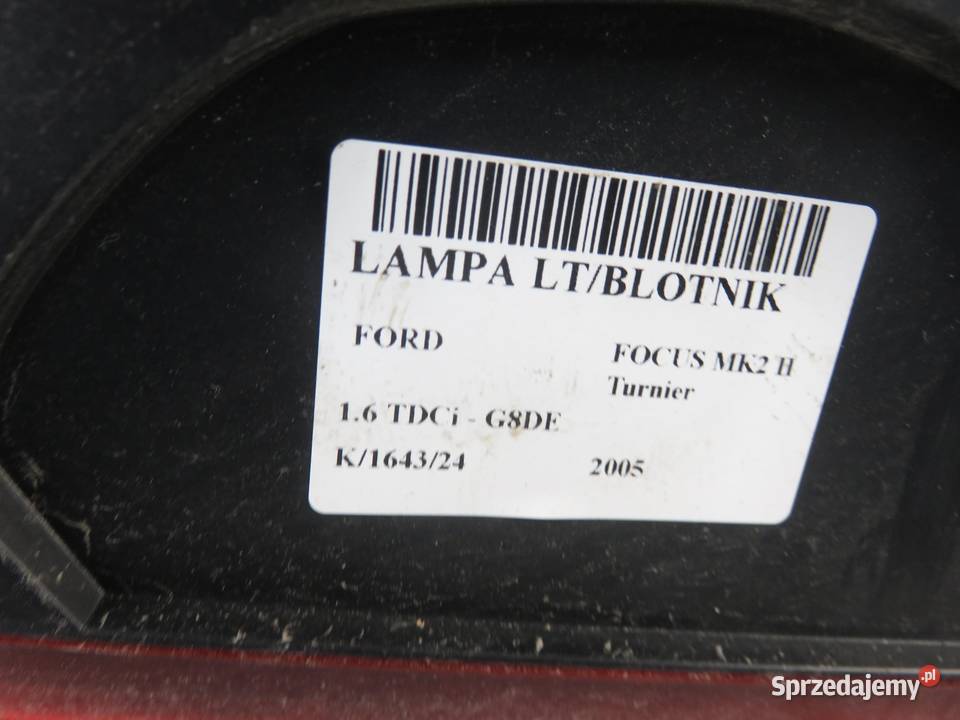 LAMPA LT/BLOTNIK
FORD
FOCUS MK2 II
Turnier
1.6 TDCi - G8DE
K/1643/24
2005
Sprzedajemy.pl